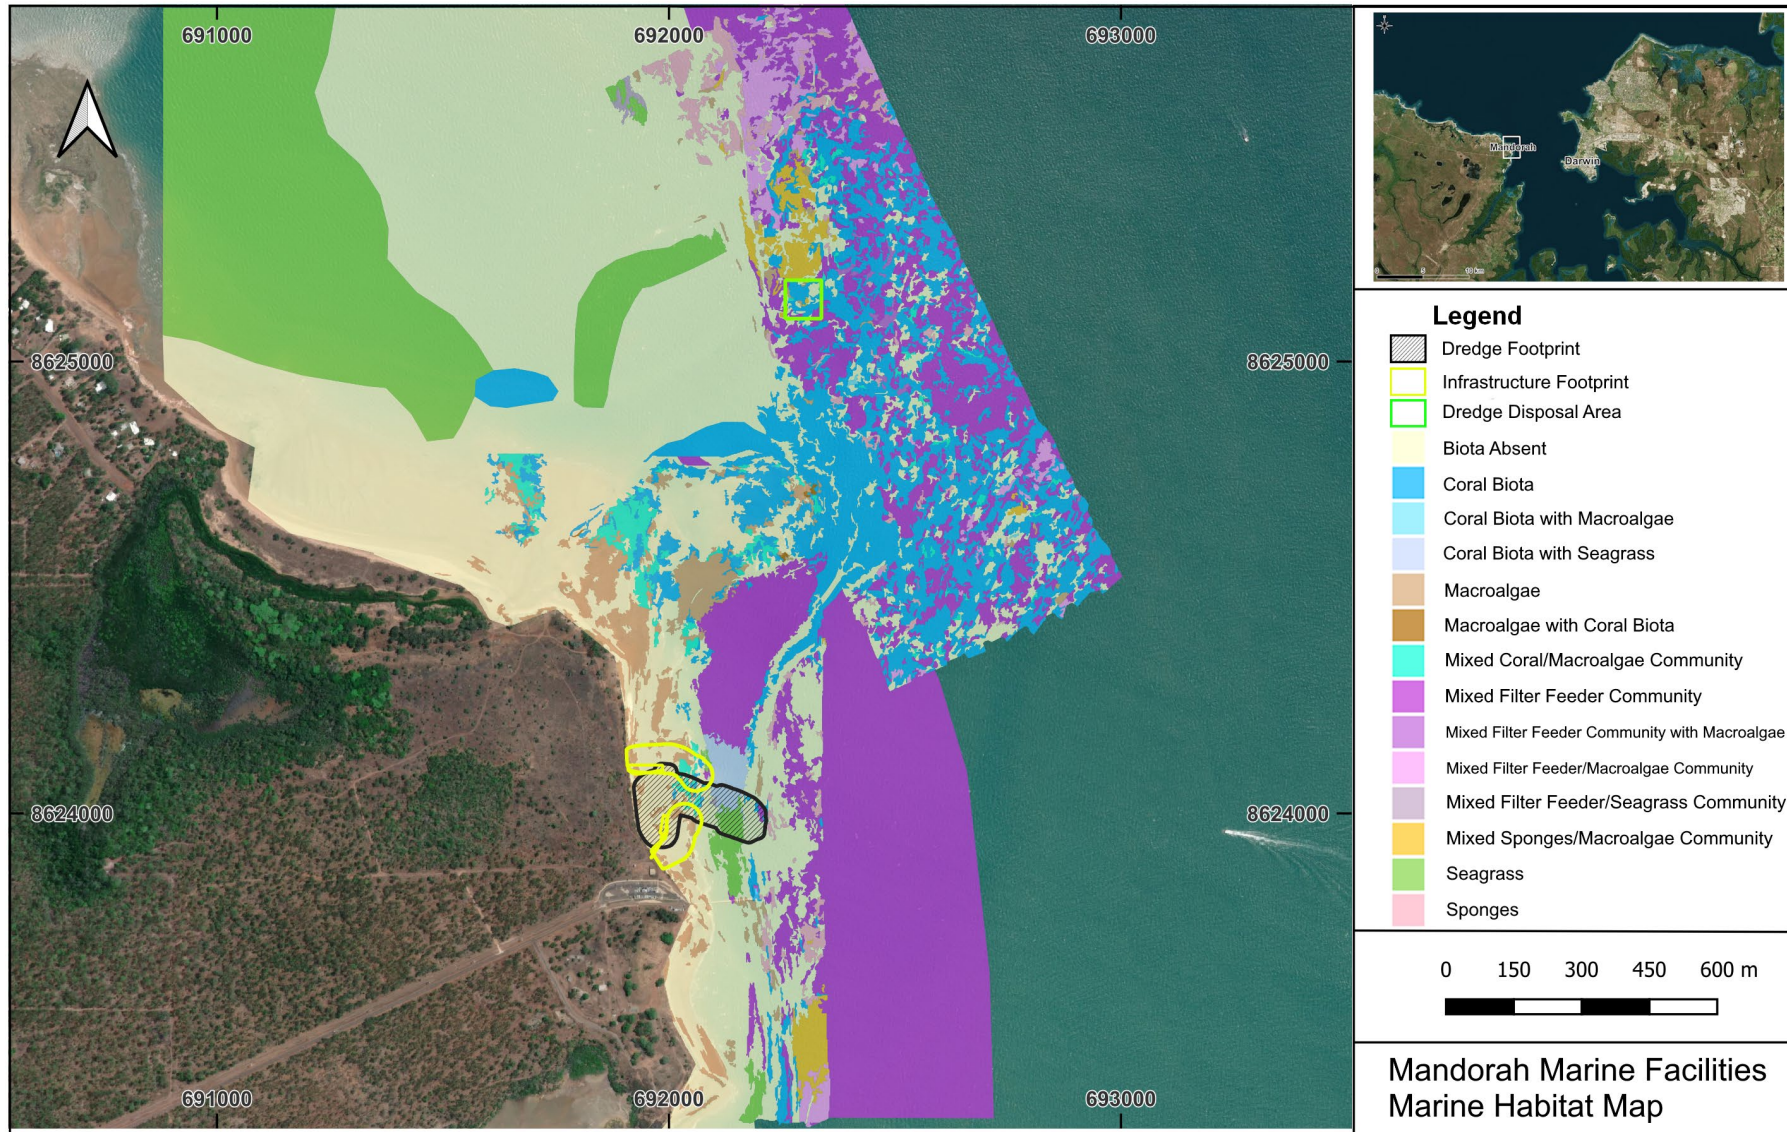 691000
692000
693000
8625000
8625000
8624000
8624000
691000
692000
693000
Mandorah
Darwin
0 5 10 km
Legend
Dredge Footprint
Infrastructure Footprint
Dredge Disposal Area
Biota Absent
Coral Biota
Coral Biota with Macroalgae
Coral Biota with Seagrass
Macroalgae
Macroalgae with Coral Biota
Mixed Coral/Macroalgae Community
Mixed Filter Feeder Community
Mixed Filter Feeder Community with Macroalgae
Mixed Filter Feeder/Macroalgae Community
Mixed Filter Feeder/Seagrass Community
Mixed Sponges/Macroalgae Community
Seagrass
Sponges
0 150 300 450 600 m
Mandorah Marine Facilities
Marine Habitat Map